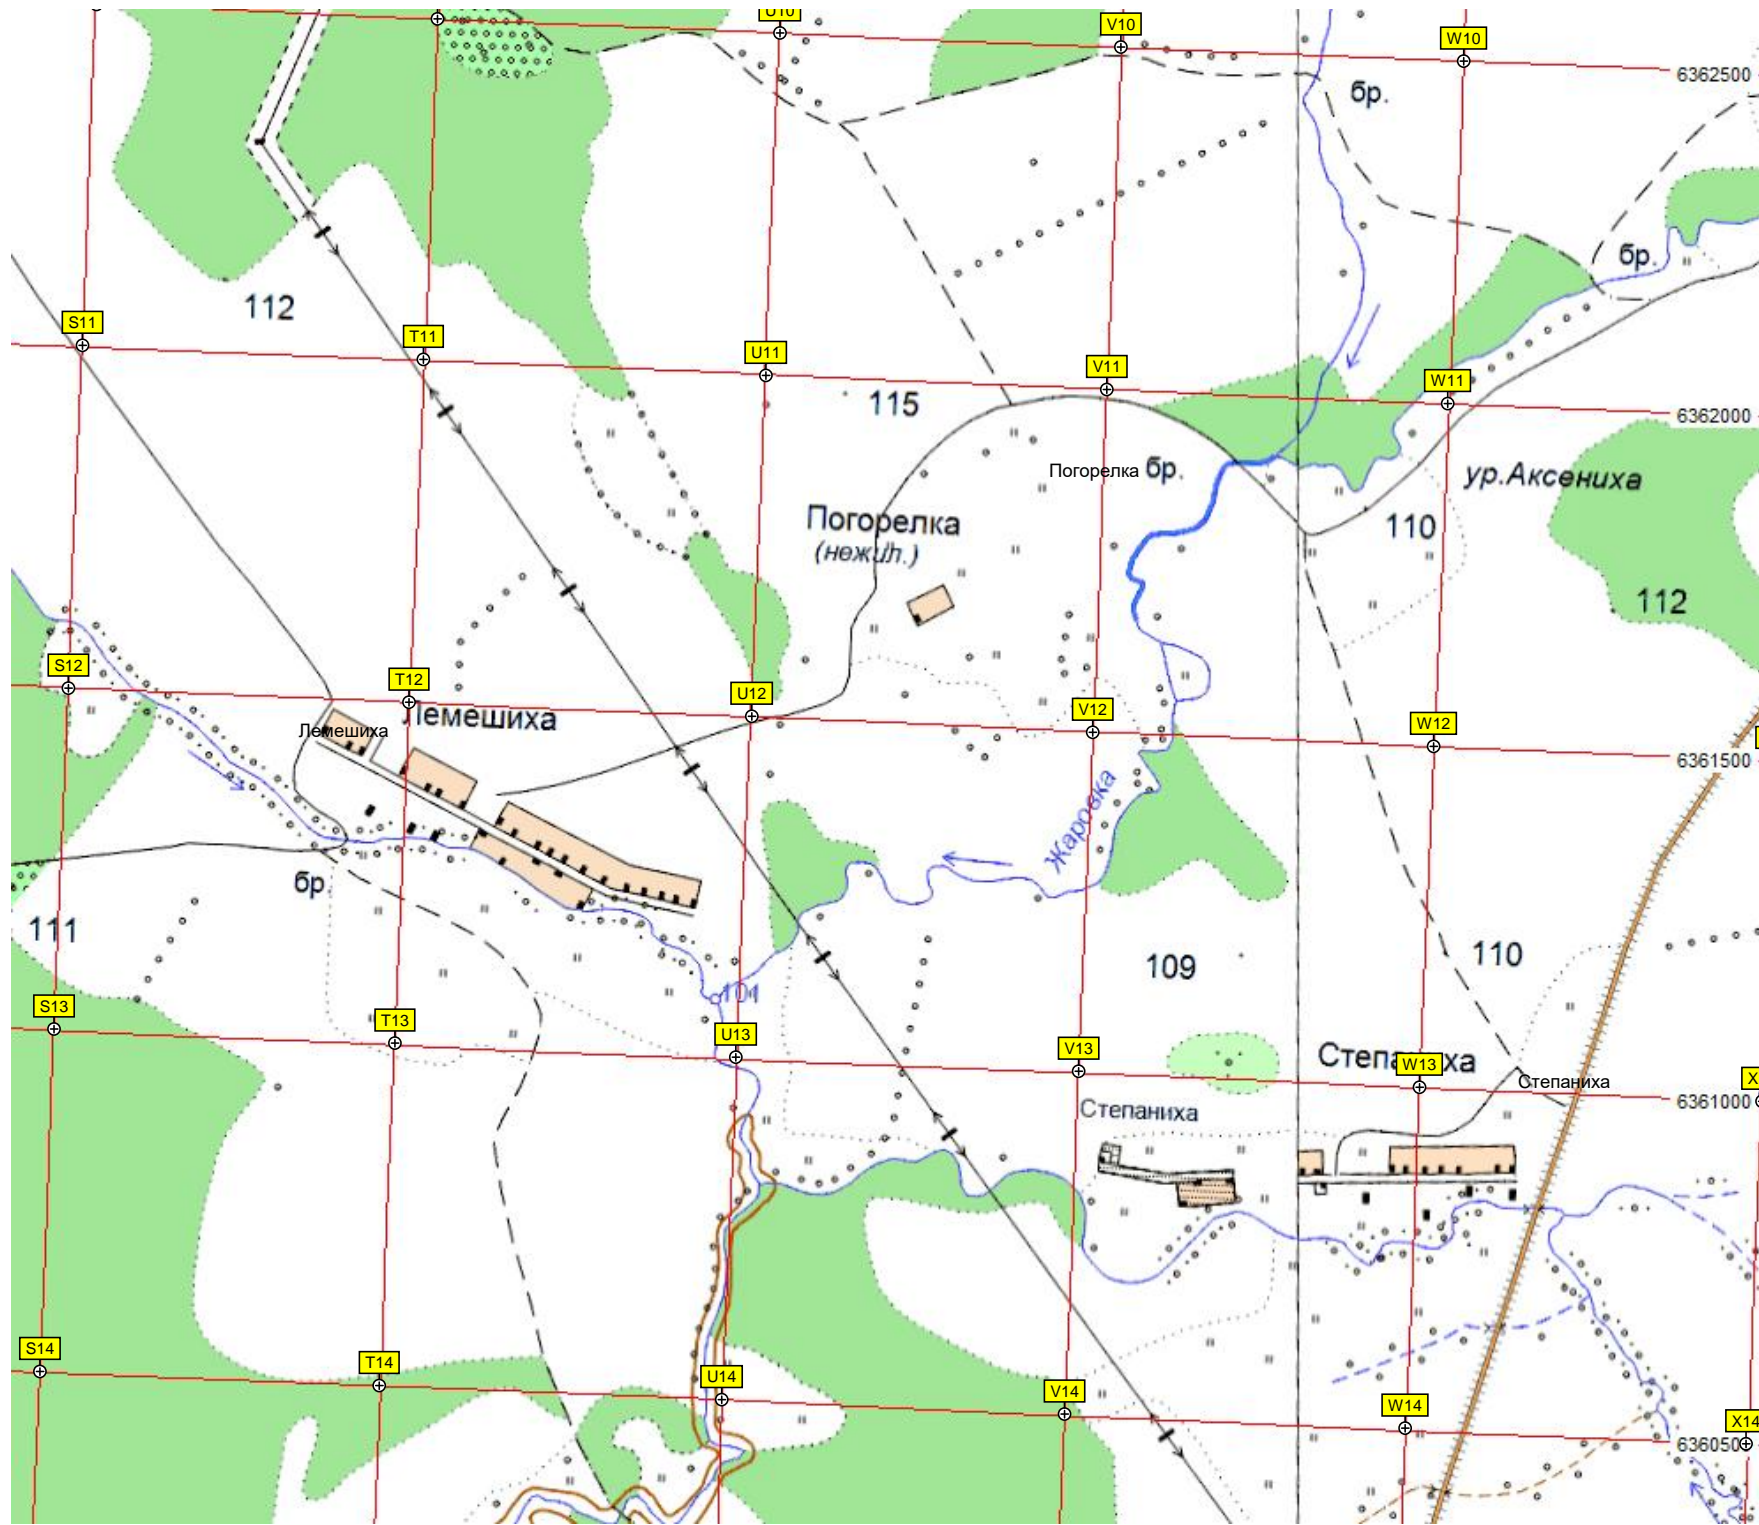 U10
V10
W10
6362500
бр.
бр.
112
S11
T11
U11
V11
W11
115
6362000
Погорелка бр.
ур.Аксениха
Погорелка
(нежил.)
110
112
S12
T12
U12
V12
W12
Лемешиха
Лемешиха
6361500
Жаровка
бр.
111
109
110
101
S13
T13
U13
V13
W13
Степаниха
Степаниха
6361000
Степаниха
S14
T14
U14
V14
W14
X14
636050